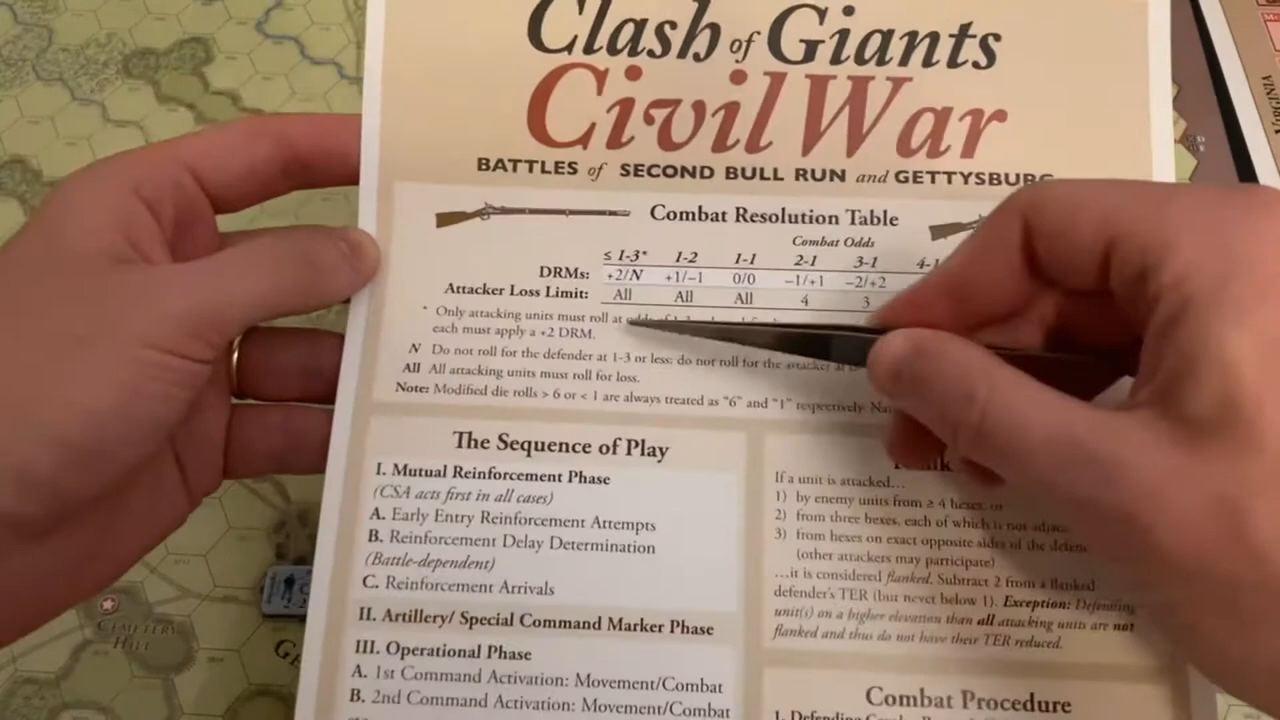 Clash of Giants
Civil War
BATTLES of SECOND BULL RUN and GETTYSBURG
Combat Resolution Table
Combat Odds
≤ 1-3* 1-2 1-1 2-1 3-1 4-1
DRMs: +2/N +1/−1 0/0 −1/+1 −2/+2
Attacker Loss Limit: All All All 4 3
* Only attacking units must roll at odds of 1-3
each must apply a +2 DRM.
N Do not roll for the defender at 1-3 or less; do not roll for the attacker at
All All attacking units must roll for loss.
Note: Modified die rolls > 6 or < 1 are always treated as "6" and "1" respectively.
The Sequence of Play
I. Mutual Reinforcement Phase
(CSA acts first in all cases)
A. Early Entry Reinforcement Attempts
B. Reinforcement Delay Determination
(Battle-dependent)
C. Reinforcement Arrivals
II. Artillery/ Special Command Marker Phase
III. Operational Phase
A. 1st Command Activation: Movement/Combat
B. 2nd Command Activation: Movement/Combat
If a unit is attacked…
1) by enemy units from ≥ 4 hexes, or
2) from three hexes, each of which is not
3) from hexes on exact opposite sides of the
(other attackers may participate)
…it is considered flanked. Subtract 2 from a flanked
defender's TER (but never below 1). Exception: Defending
unit(s) on a higher elevation than all attacking units are not
flanked and thus do not have their TER reduced.
Combat Procedure
CEMETERY
HILL
VIRGINIA